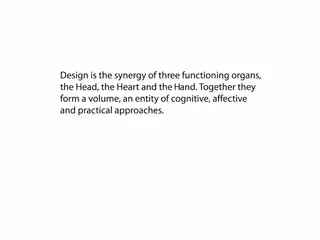 Design is the synergy of three functioning organs,
the Head, the Heart and the Hand. Together they
form a volume, an entity of cognitive, affective
and practical approaches.